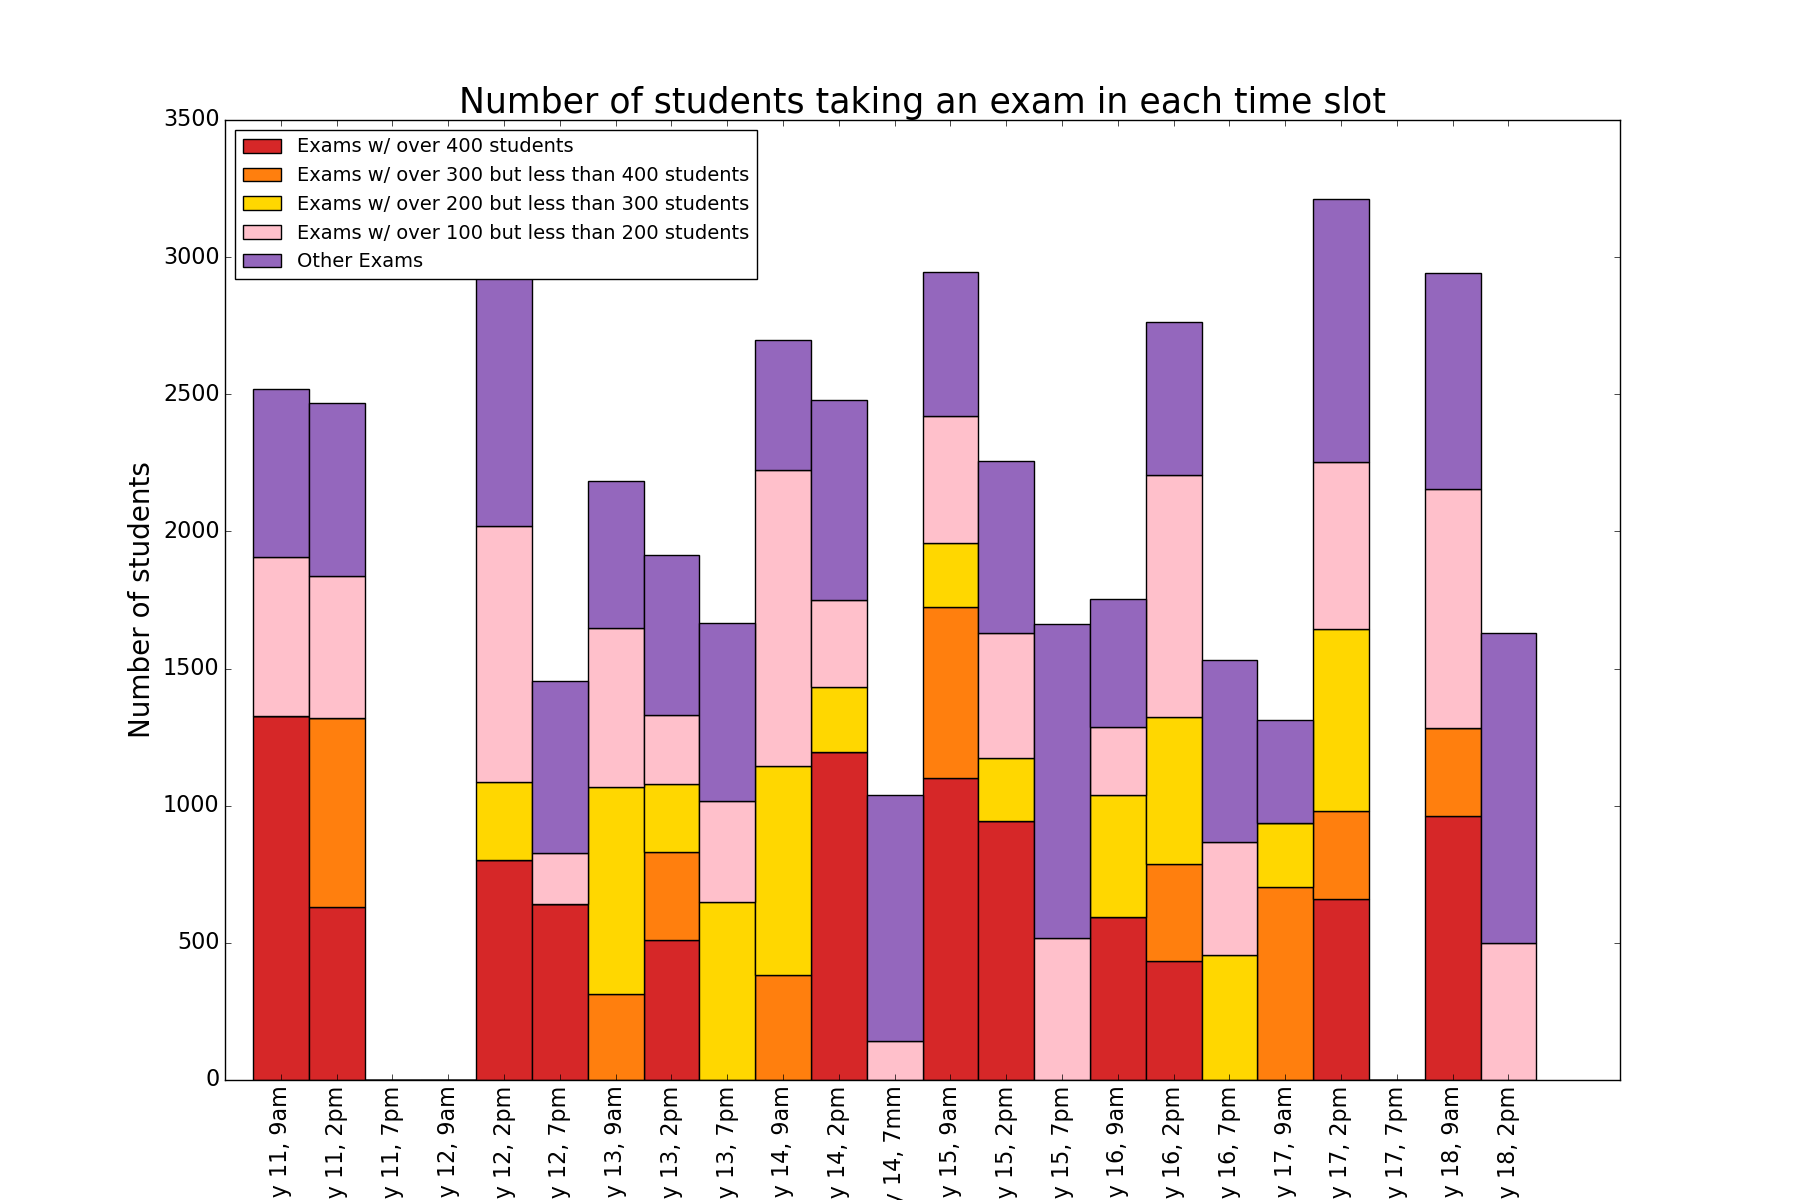 Number of students taking an exam in each time slot
3500
3000
2500
2000
1500
1000
500
0
Number of students
Exams w/ over 400 students
Exams w/ over 300 but less than 400 students
Exams w/ over 200 but less than 300 students
Exams w/ over 100 but less than 200 students
Other Exams
y 11, 9am
y 11, 2pm
y 11, 7pm
y 12, 9am
y 12, 2pm
y 12, 7pm
y 13, 9am
y 13, 2pm
y 13, 7pm
y 14, 9am
y 14, 2pm
y 14, 7mm
y 15, 9am
y 15, 2pm
y 15, 7pm
y 16, 9am
y 16, 2pm
y 16, 7pm
y 17, 9am
y 17, 2pm
y 17, 7pm
y 18, 9am
y 18, 2pm